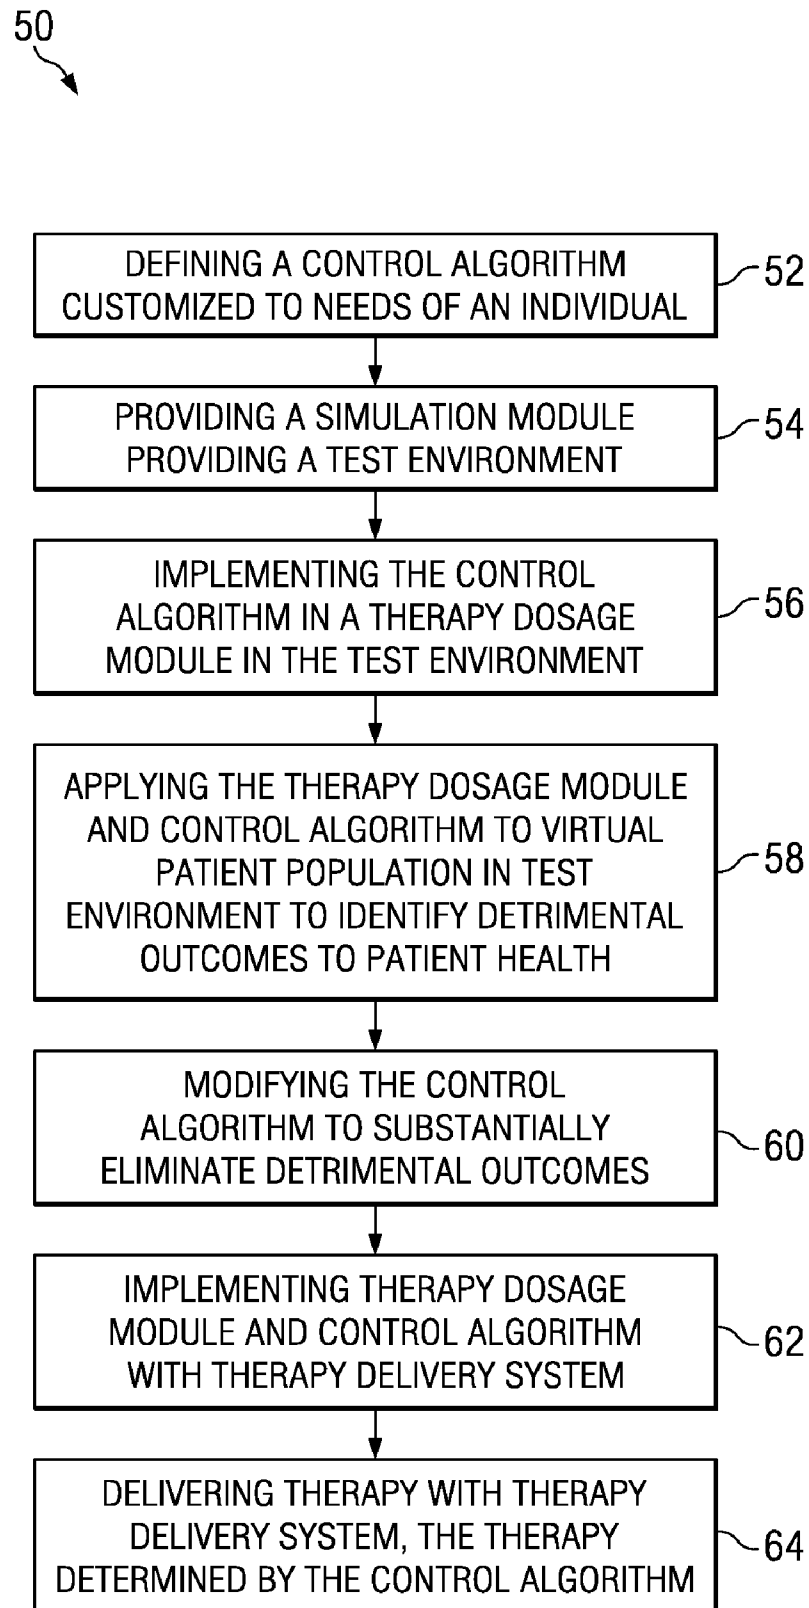 50
DEFINING A CONTROL ALGORITHM
CUSTOMIZED TO NEEDS OF AN INDIVIDUAL
52
PROVIDING A SIMULATION MODULE
PROVIDING A TEST ENVIRONMENT
54
IMPLEMENTING THE CONTROL
ALGORITHM IN A THERAPY DOSAGE
MODULE IN THE TEST ENVIRONMENT
56
APPLYING THE THERAPY DOSAGE MODULE
AND CONTROL ALGORITHM TO VIRTUAL
PATIENT POPULATION IN TEST
ENVIRONMENT TO IDENTIFY DETRIMENTAL
OUTCOMES TO PATIENT HEALTH
58
MODIFYING THE CONTROL
ALGORITHM TO SUBSTANTIALLY
ELIMINATE DETRIMENTAL OUTCOMES
60
IMPLEMENTING THERAPY DOSAGE
MODULE AND CONTROL ALGORITHM
WITH THERAPY DELIVERY SYSTEM
62
DELIVERING THERAPY WITH THERAPY
DELIVERY SYSTEM, THE THERAPY
DETERMINED BY THE CONTROL ALGORITHM
64